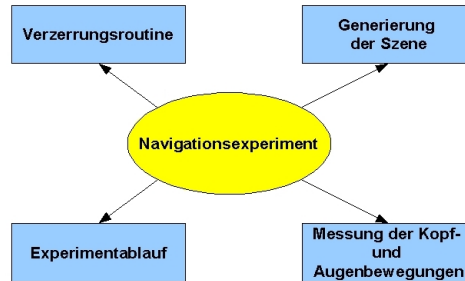 Verzerrungsroutine
Generierung
der Szene
Navigationsexperiment
Experimentablauf
Messung der Kopf-
und
Augenbewegungen